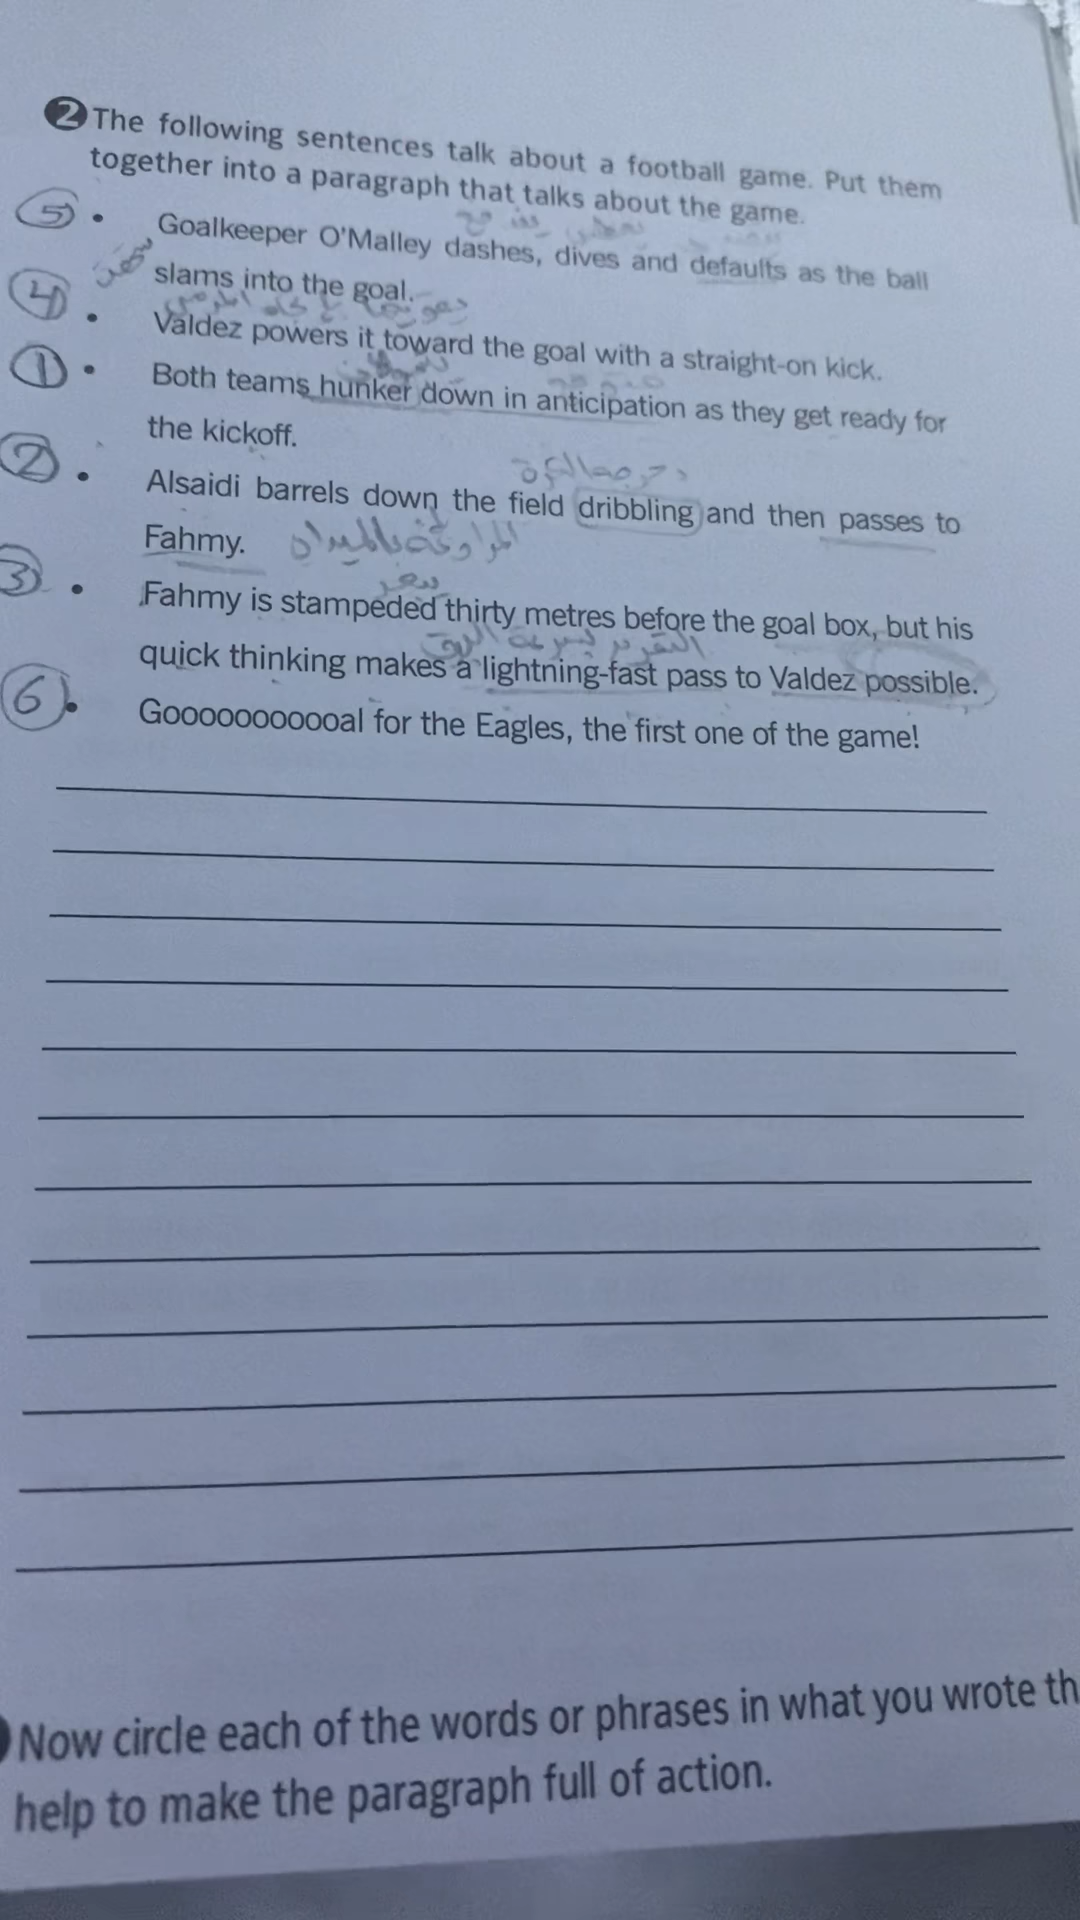 2 The following sentences talk about a football game. Put them
together into a paragraph that talks about the game.
5 • Goalkeeper O'Malley dashes, dives and defaults as the ball
slams into the goal.
4 • Valdez powers it toward the goal with a straight-on kick.
1 • Both teams hunker down in anticipation as they get ready for
the kickoff.
دحرجة الكرة
2 • Alsaidi barrels down the field dribbling and then passes to
Fahmy.
3 • Fahmy is stampeded thirty metres before the goal box, but his
quick thinking makes a lightning-fast pass to Valdez possible.
6 • Gooooooooooal for the Eagles, the first one of the game!
Now circle each of the words or phrases in what you wrote th
help to make the paragraph full of action.